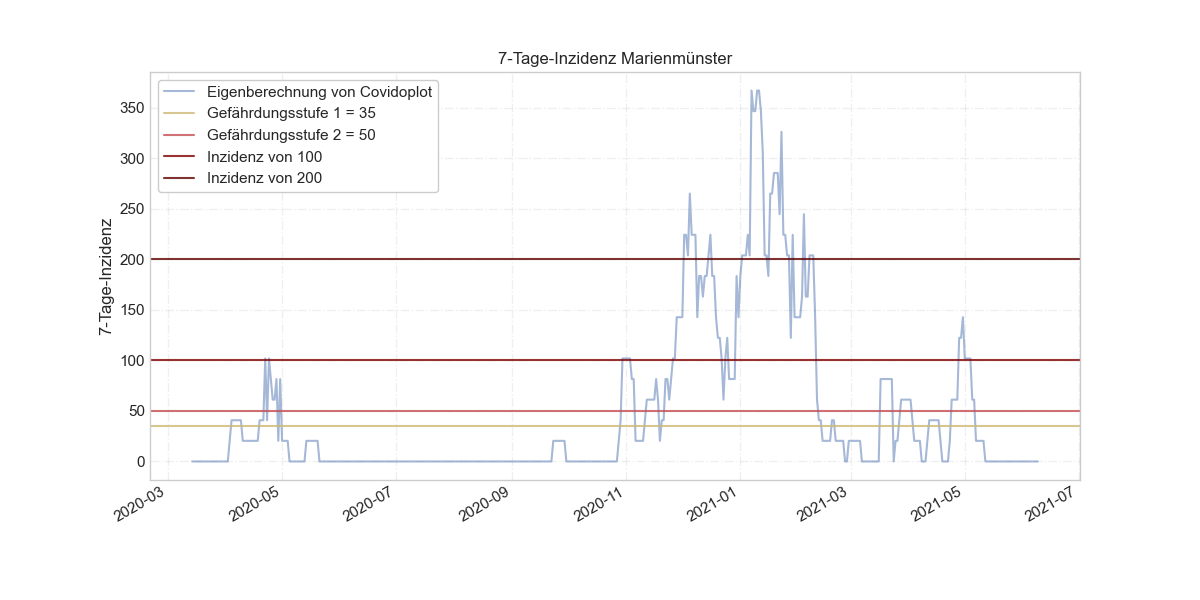 7-Tage-Inzidenz Marienmünster
Eigenberechnung von Covidoplot
Gefährdungsstufe 1 = 35
Gefährdungsstufe 2 = 50
Inzidenz von 100
Inzidenz von 200
7-Tage-Inzidenz
350
300
250
200
150
100
50
0
2020-03
2020-05
2020-07
2020-09
2020-11
2021-01
2021-03
2021-05
2021-07